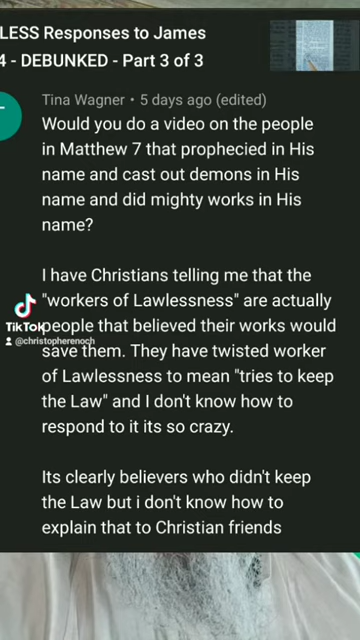 LESS Responses to James
4 - DEBUNKED - Part 3 of 3
Tina Wagner • 5 days ago (edited)
Would you do a video on the people
in Matthew 7 that prophecied in His
name and cast out demons in His
name and did mighty works in His
name?
I have Christians telling me that the
"workers of Lawlessness" are actually
people that believed their works would
save them. They have twisted worker
of Lawlessness to mean "tries to keep
the Law" and I don't know how to
respond to it its so crazy.
Its clearly believers who didn't keep
the Law but i don't know how to
explain that to Christian friends
TikTok
@christopherenoch